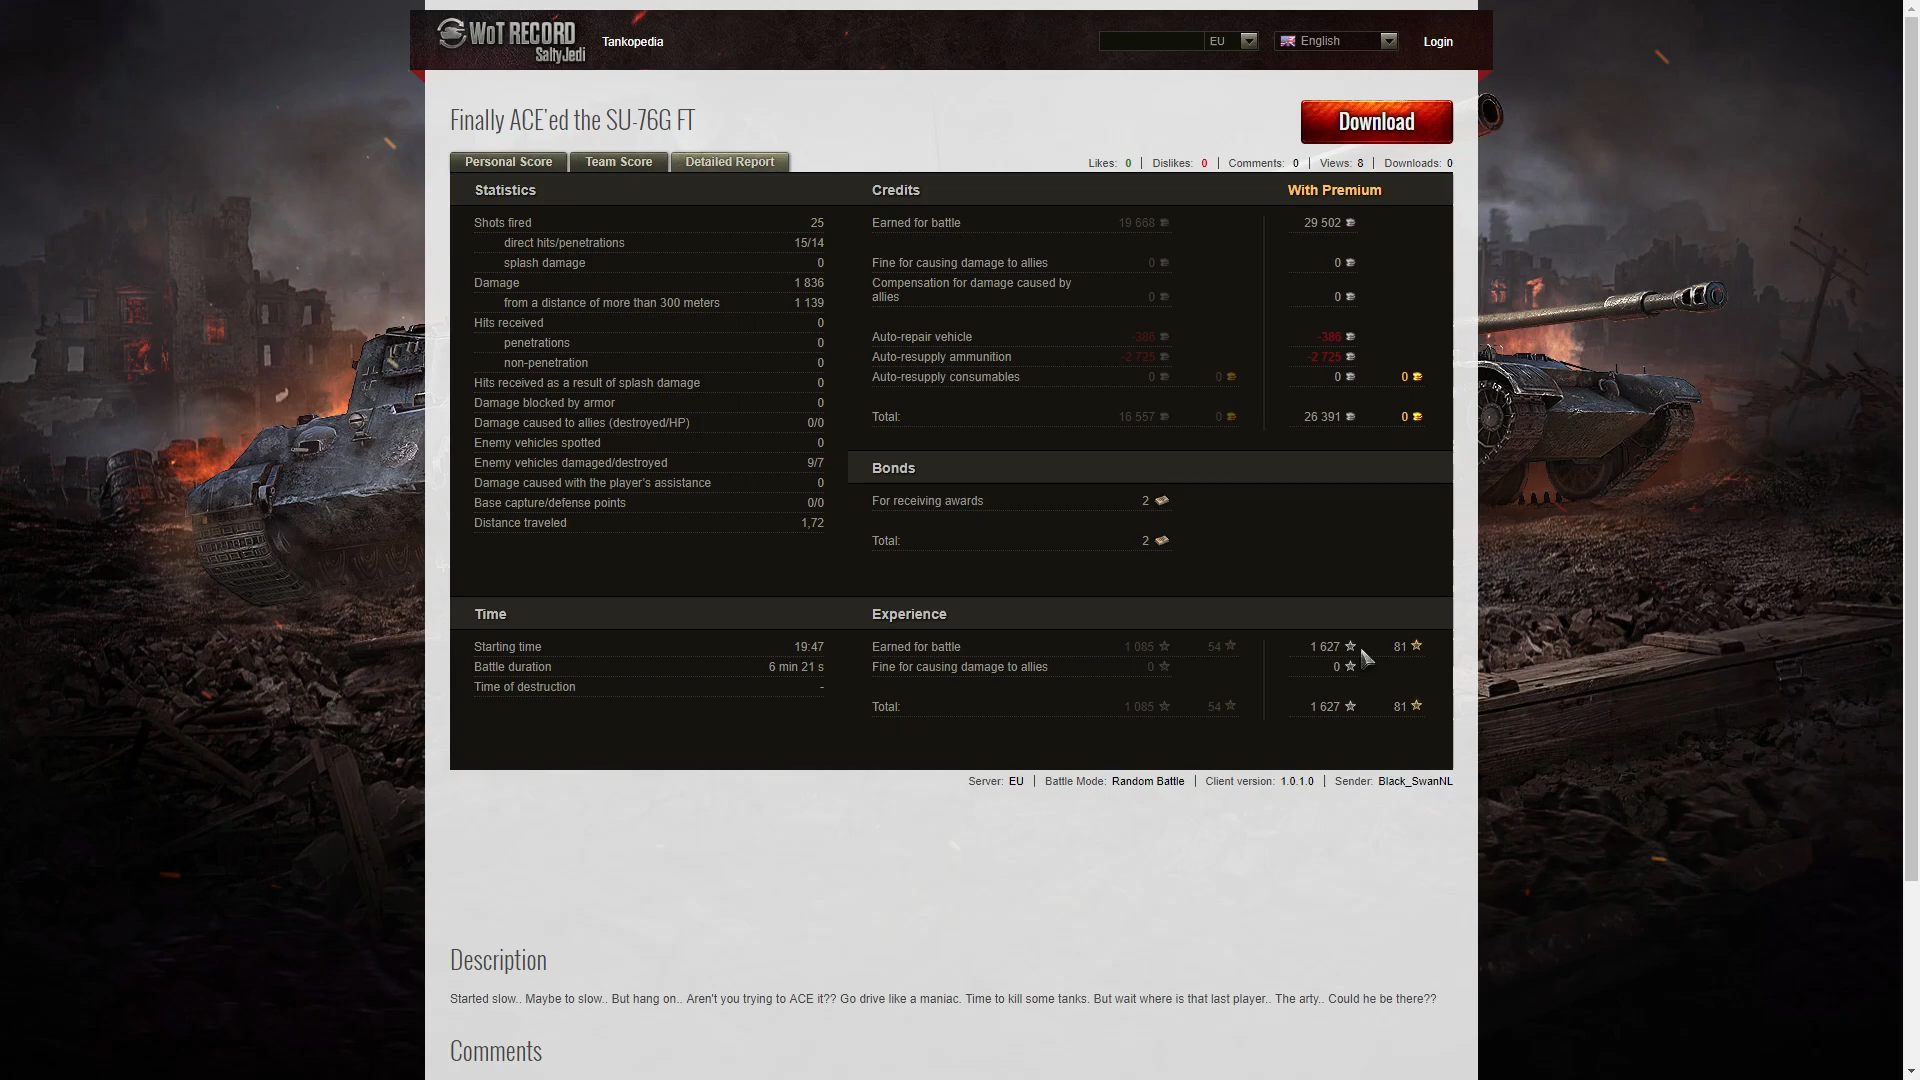 WoT RECORD
SaltyJedi
Tankopedia
EU
English
Login
Finally ACE'ed the SU-76G FT
Download
Personal Score
Team Score
Detailed Report
Likes: 0 | Dislikes: 0 | Comments: 0 | Views: 8 | Downloads: 0
Statistics
Shots fired 25
direct hits/penetrations 15/14
splash damage 0
Damage 1 836
from a distance of more than 300 meters 1 139
Hits received 0
penetrations 0
non-penetration 0
Hits received as a result of splash damage 0
Damage blocked by armor 0
Damage caused to allies (destroyed/HP) 0/0
Enemy vehicles spotted 0
Enemy vehicles damaged/destroyed 9/7
Damage caused with the player's assistance 0
Base capture/defense points 0/0
Distance traveled 1,72
Credits With Premium
Earned for battle 19 668 29 502
Fine for causing damage to allies 0 0
Compensation for damage caused by
allies 0 0
Auto-repair vehicle -386 -386
Auto-resupply ammunition -2 725 -2 725
Auto-resupply consumables 0 0 0 0
Total: 16 557 0 26 391 0
Bonds
For receiving awards 2
Total: 2
Time
Starting time 19:47
Battle duration 6 min 21 s
Time of destruction -
Experience
Earned for battle 1 085 54 1 627 81
Fine for causing damage to allies 0 0
Total: 1 085 54 1 627 81
Server: EU | Battle Mode: Random Battle | Client version: 1.0.1.0 | Sender: Black_SwanNL
Description
Started slow.. Maybe to slow.. But hang on.. Aren't you trying to ACE it?? Go drive like a maniac. Time to kill some tanks. But wait where is that last player.. The arty.. Could he be there??
Comments